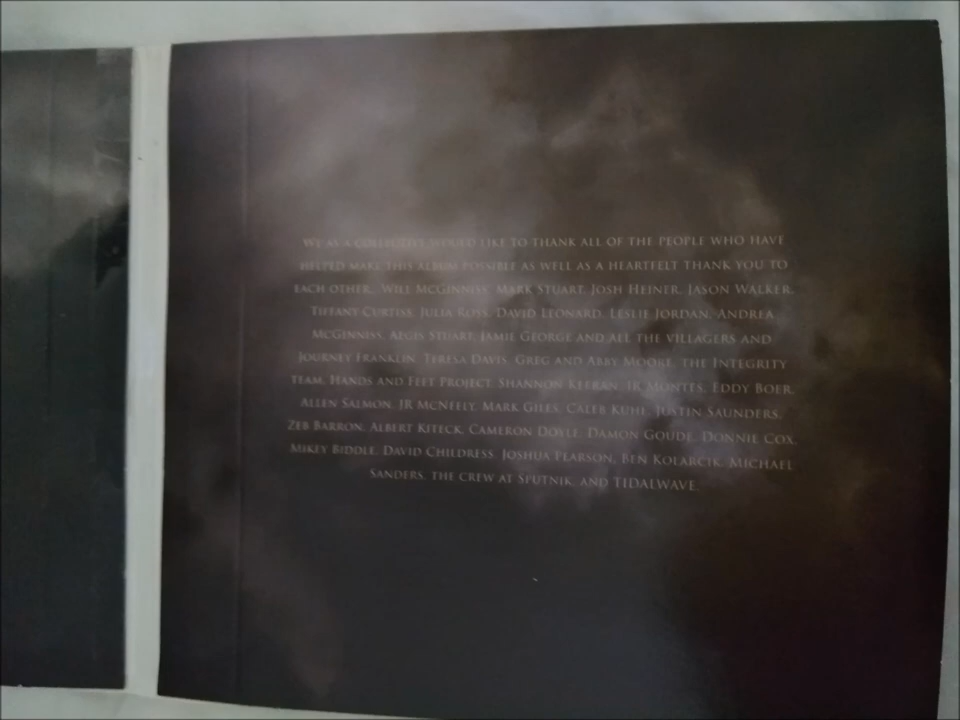 WE AS A COLLECTIVE WOULD LIKE TO THANK ALL OF THE PEOPLE WHO HAVE
HELPED MAKE THIS ALBUM POSSIBLE AS WELL AS A HEARTFELT THANK YOU TO
EACH OTHER...WILL MCGINNISS, MARK STUART, JOSH HEINER, JASON WALKER,
TIFFANY CURTISS, JULIA ROSS, DAVID LEONARD, LESLIE JORDAN, ANDREA
MCGINNISS, AEGIS STUART, JAMIE GEORGE AND ALL THE VILLAGERS AND
JOURNEY FRANKLIN, TERESA DAVIS, GREG AND ABBY MOORE, THE INTEGRITY
TEAM, HANDS AND FEET PROJECT, SHANNON KEERAN, JR MONTES, EDDY BOER,
ALLEN SALMON, JR MCNEELY, MARK GILES, CALEB KUHL, JUSTIN SAUNDERS,
ZEB BARRON, ALBERT KITECK, CAMERON DOYLE, DAMON GOUDE, DONNIE COX,
MIKEY BIDDLE, DAVID CHILDRESS, JOSHUA PEARSON, BEN KOLARCIK, MICHAEL
SANDERS, THE CREW AT SPUTNIK, AND TIDALWAVE.